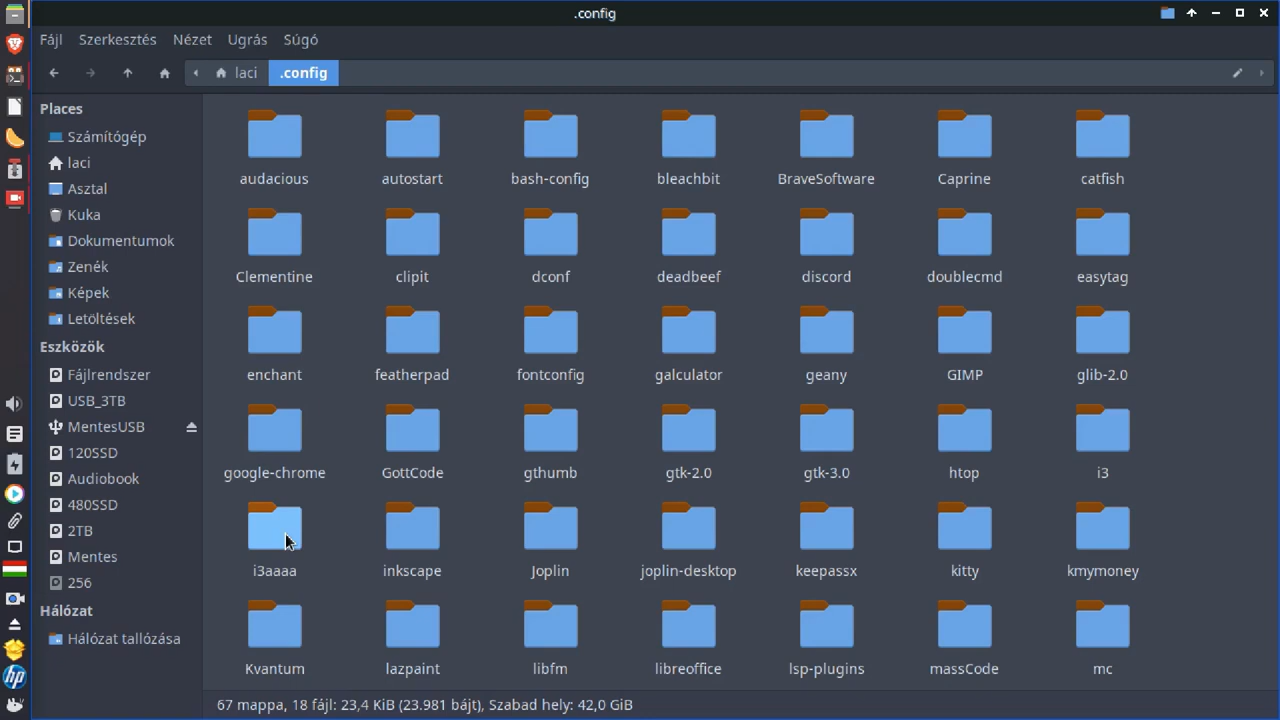 .config
Fájl Szerkesztés Nézet Ugrás Súgó
laci .config
Places
Számítógép
laci
Asztal
Kuka
Dokumentumok
Zenék
Képek
Letöltések
Eszközök
Fájlrendszer
USB_3TB
MentesUSB
120SSD
Audiobook
480SSD
2TB
Mentes
256
Hálózat
Hálózat tallózása
audacious autostart bash-config bleachbit BraveSoftware Caprine catfish
Clementine clipit dconf deadbeef discord doublecmd easytag
enchant featherpad fontconfig galculator geany GIMP glib-2.0
google-chrome GottCode gthumb gtk-2.0 gtk-3.0 htop i3
i3aaaa inkscape Joplin joplin-desktop keepassx kitty kmymoney
Kvantum lazpaint libfm libreoffice lsp-plugins massCode mc
67 mappa, 18 fájl: 23,4 KiB (23.981 bájt), Szabad hely: 42,0 GiB
hp